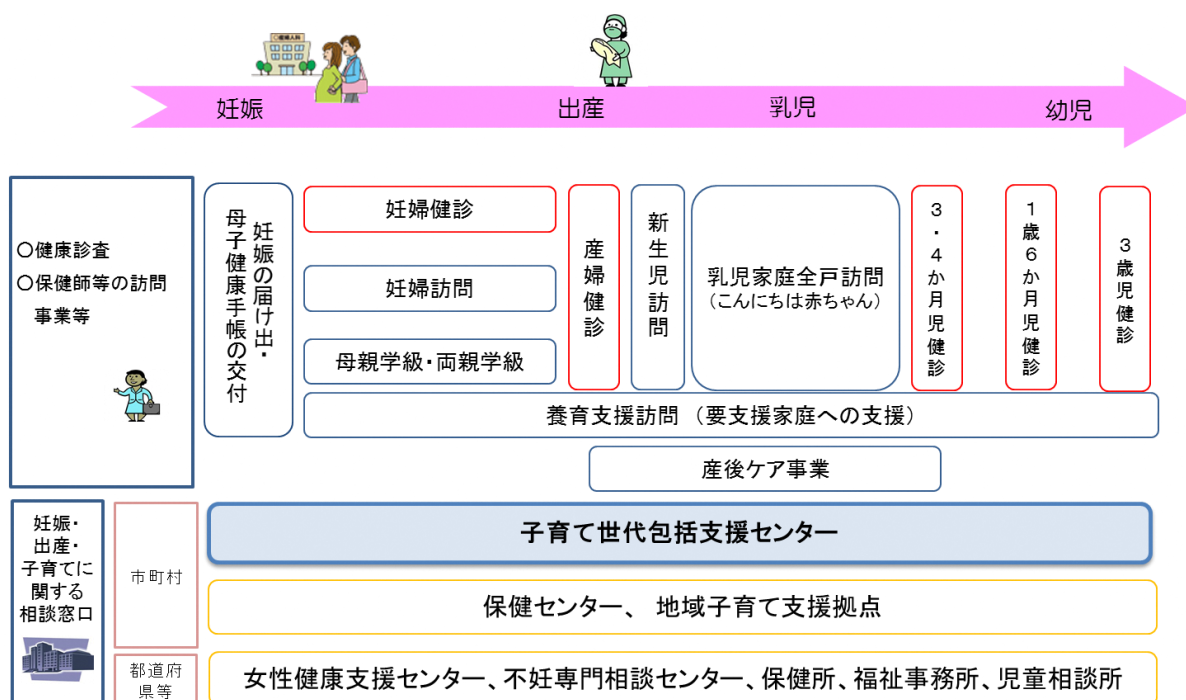 産婦人科
妊娠
出産
乳児
幼児
○健康診査
○保健師等の訪問
事業等
妊娠の届け出・
母子健康手帳の交付
妊婦健診
妊婦訪問
母親学級・両親学級
産婦健診
新生児訪問
乳児家庭全戸訪問
（こんにちは赤ちゃん）
３・４か月児健診
１歳６か月児健診
３歳児健診
養育支援訪問 （要支援家庭への支援）
産後ケア事業
妊娠・
出産・
子育てに
関する
相談窓口
市町村
子育て世代包括支援センター
保健センター、 地域子育て支援拠点
都道府
県等
女性健康支援センター、不妊専門相談センター、保健所、福祉事務所、児童相談所